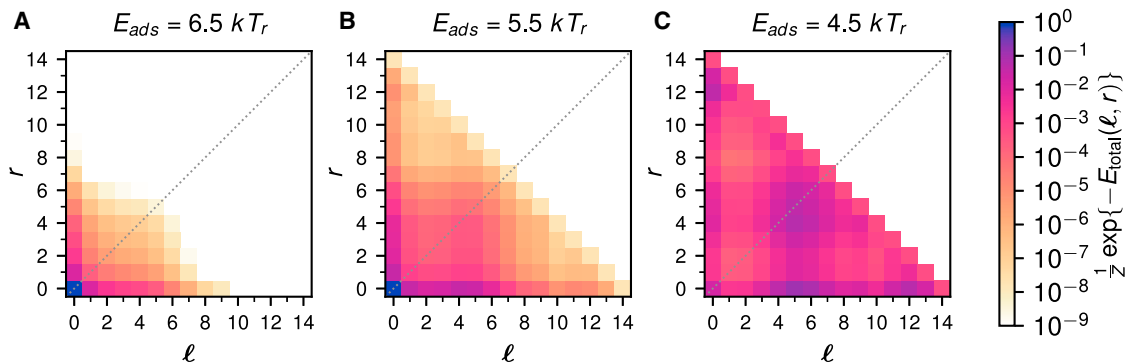 A E_ads = 6.5 kT_r B E_ads = 5.5 kT_r C E_ads = 4.5 kT_r
r 14 12 10 8 6 4 2 0
0 2 4 6 8 10 12 14
ℓ
r 14 12 10 8 6 4 2 0
0 2 4 6 8 10 12 14
ℓ
r 14 12 10 8 6 4 2 0
0 2 4 6 8 10 12 14
ℓ
10⁰
10⁻¹
10⁻²
10⁻³
10⁻⁴
10⁻⁵
10⁻⁶
10⁻⁷
10⁻⁸
10⁻⁹
1/Z exp{−E_total(ℓ, r)}